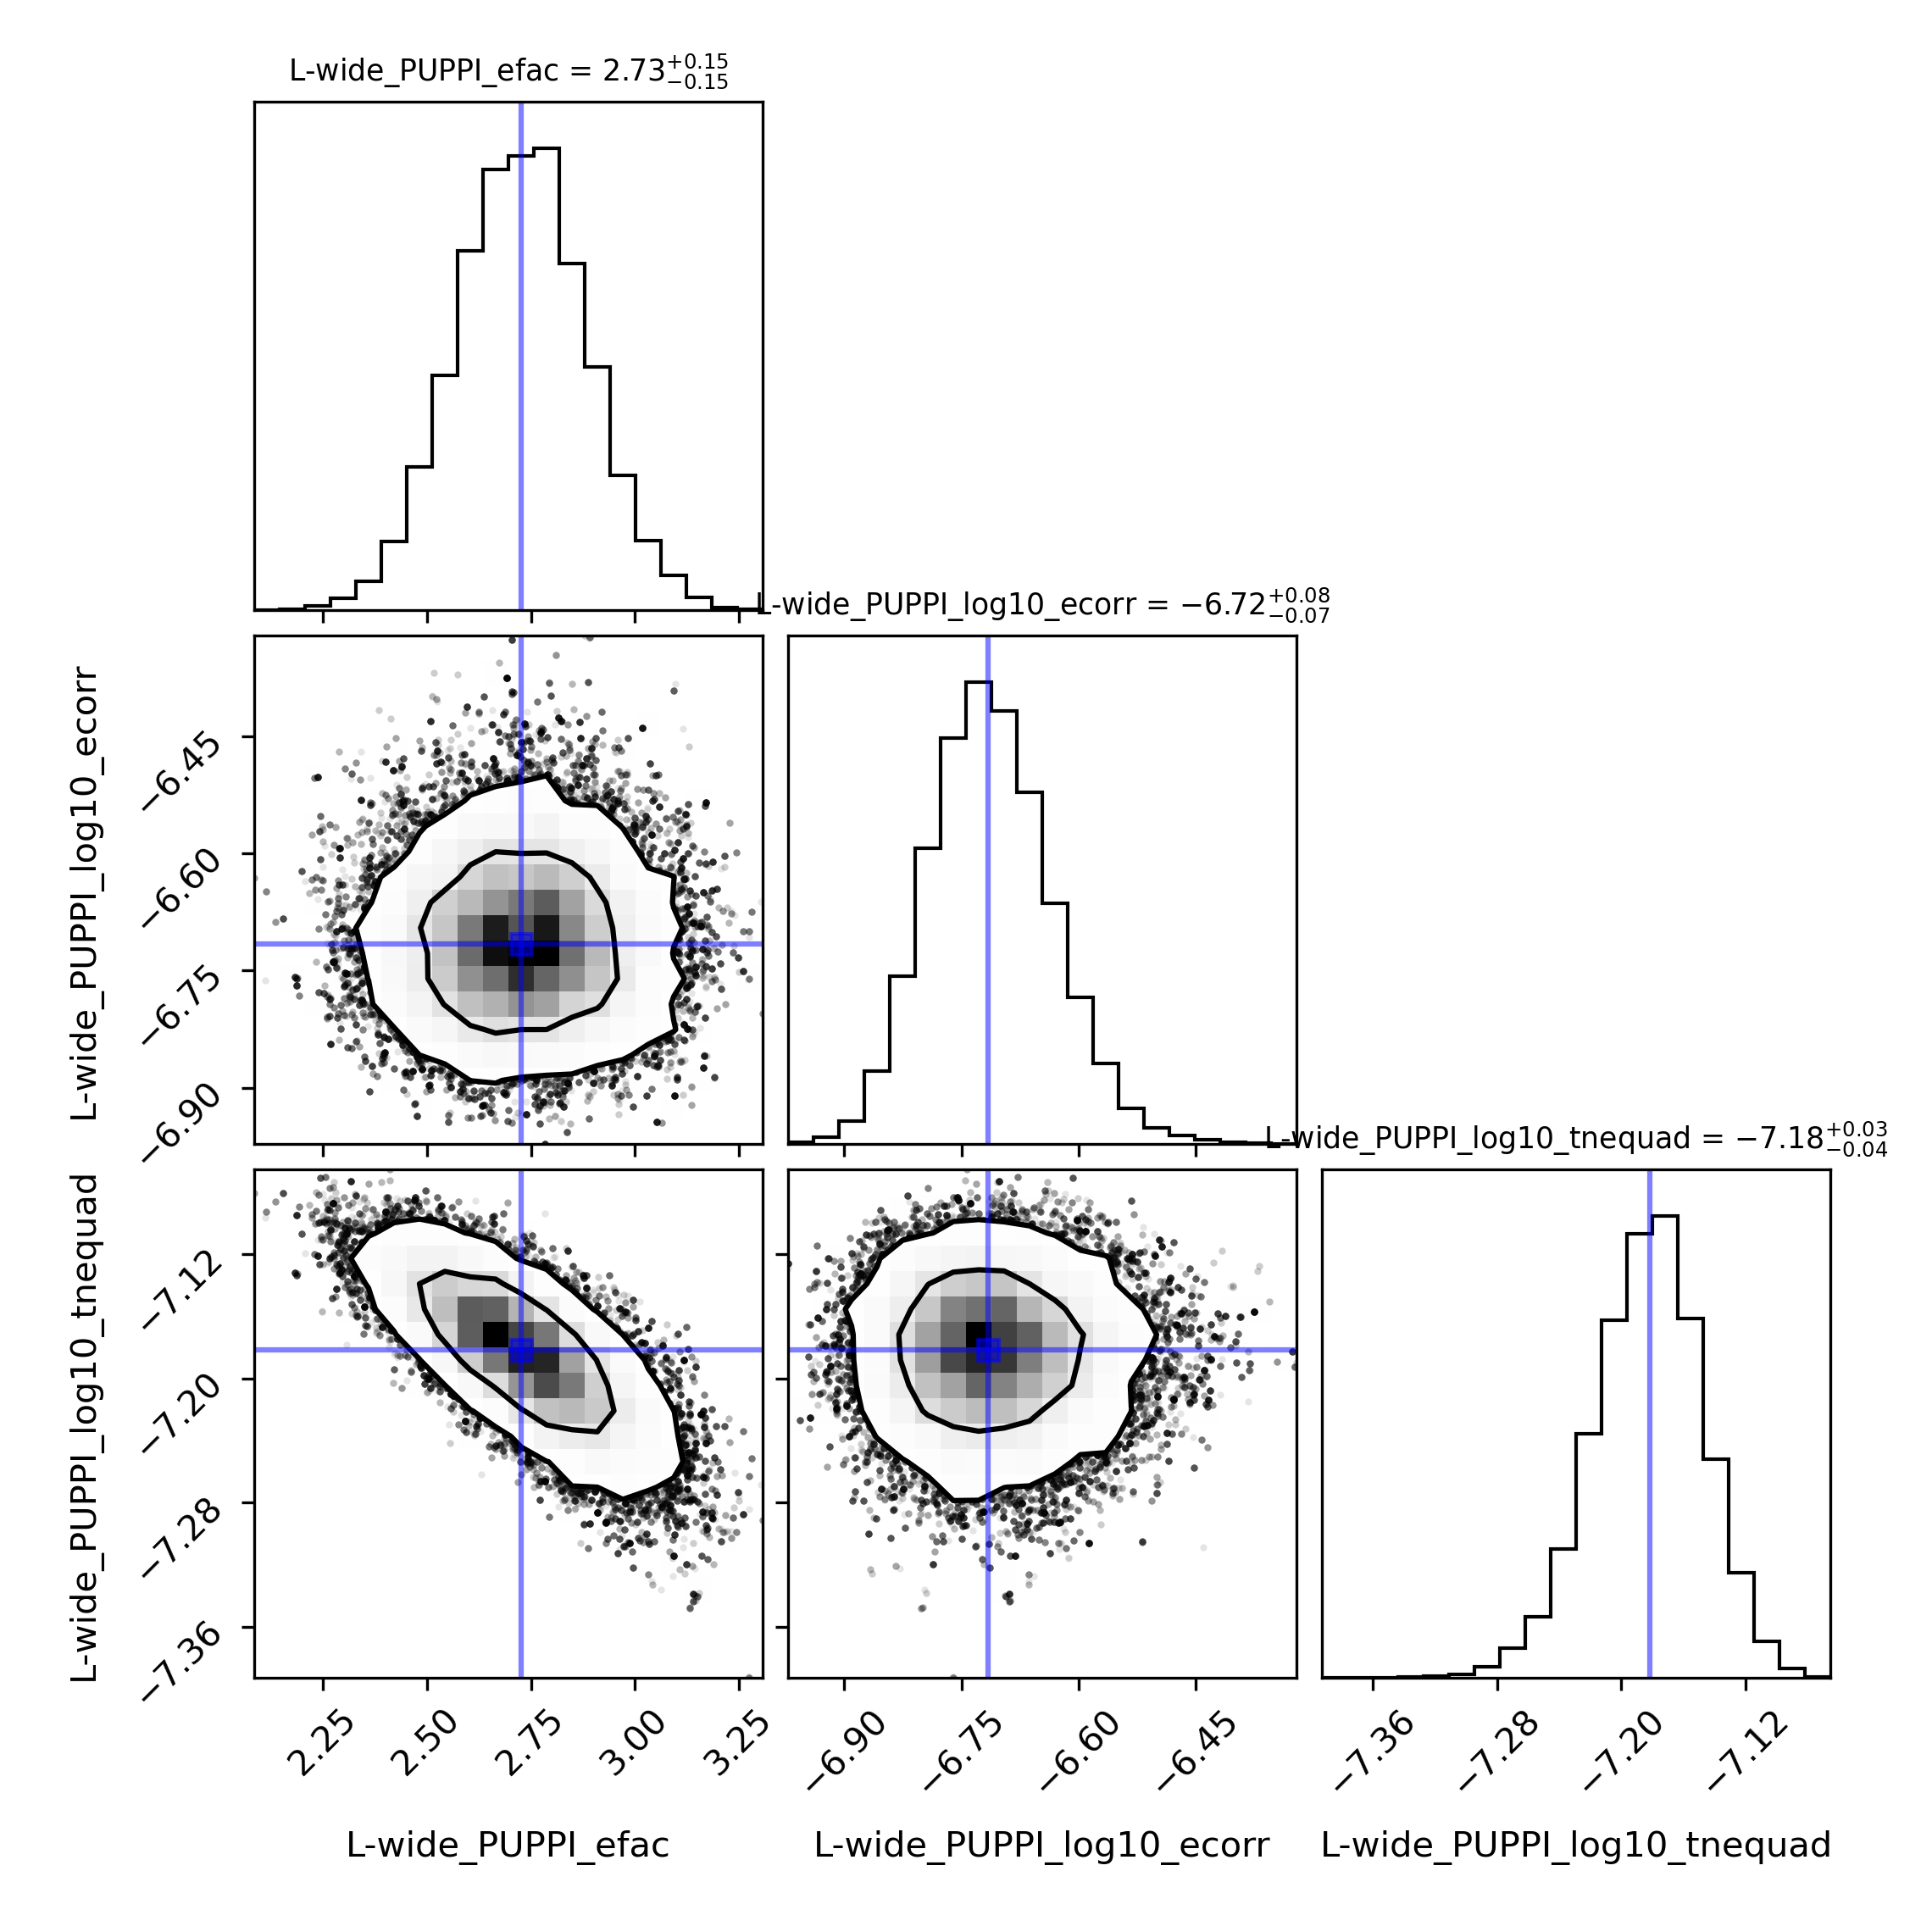 L-wide_PUPPI_efac = 2.73+0.15−0.15
L-wide_PUPPI_log10_ecorr = −6.72+0.08−0.07
L-wide_PUPPI_log10_ecorr
−6.45
−6.60
−6.75
−6.90
L-wide_PUPPI_log10_tnequad = −7.18+0.03−0.04
L-wide_PUPPI_log10_tnequad
−7.12
−7.20
−7.28
−7.36
2.25 2.50 2.75 3.00 3.25
−6.90 −6.75 −6.60 −6.45
−7.36 −7.28 −7.20 −7.12
L-wide_PUPPI_efac
L-wide_PUPPI_log10_ecorr
L-wide_PUPPI_log10_tnequad